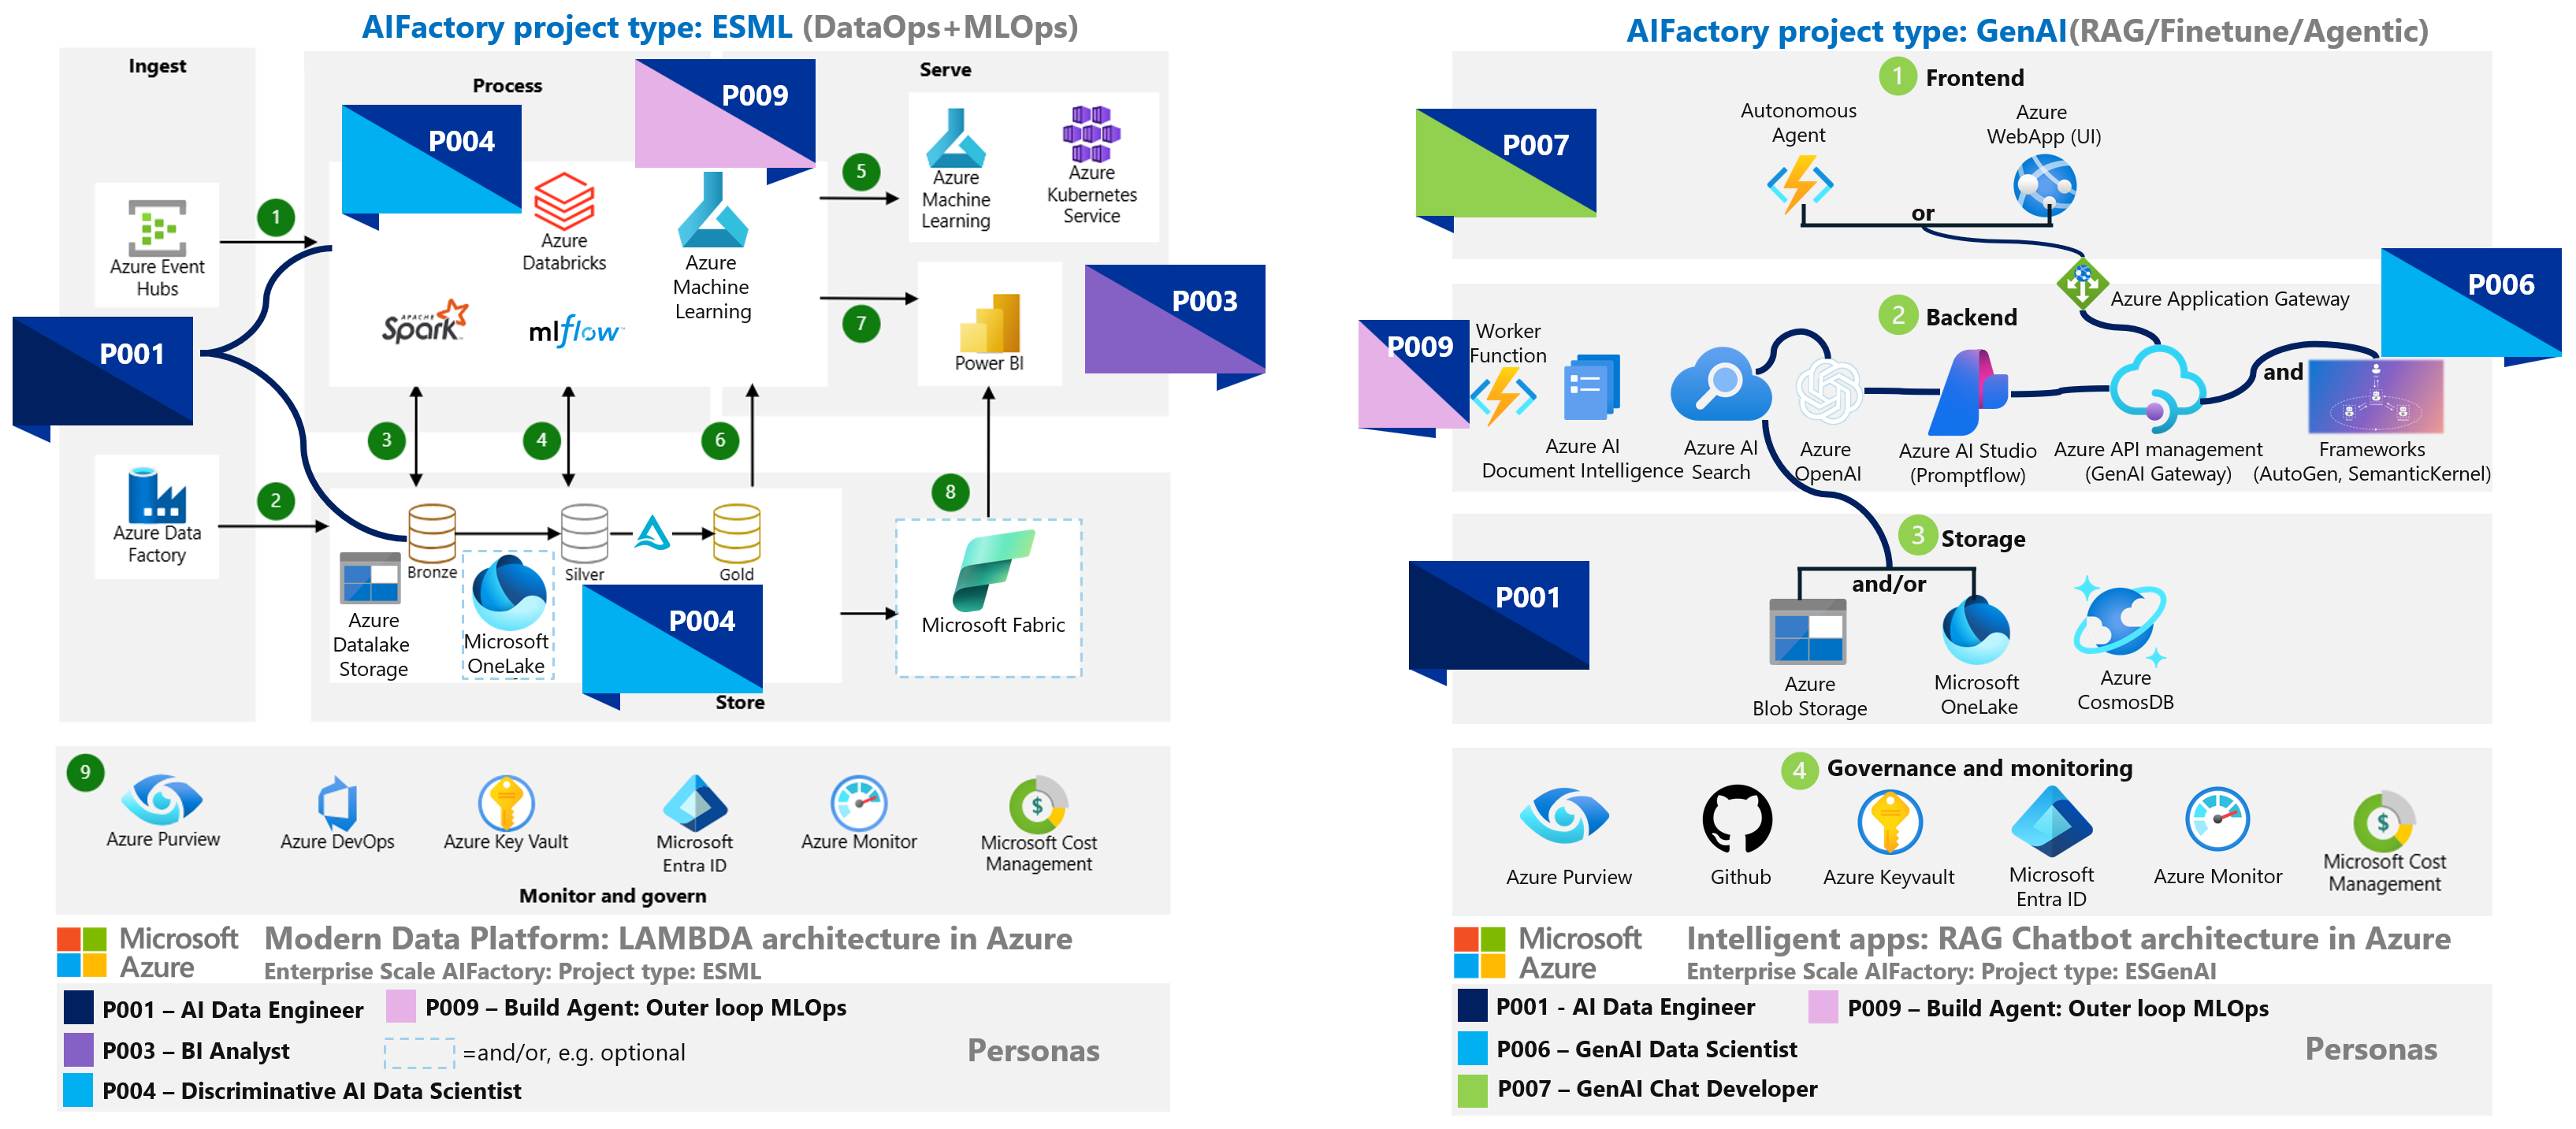 AIFactory project type: ESML (DataOps+MLOps)
Ingest
Process
Serve
P004
P009
Azure Event
Hubs
1
Azure
Databricks
Azure
Machine
Learning
APACHE
Spark
mlflow
5
Azure
Machine
Learning
Azure
Kubernetes
Service
7
Power BI
P003
P001
3
4
6
8
Azure Data
Factory
2
Bronze
Silver
Gold
Azure
Datalake
Storage
Microsoft
OneLake
P004
Microsoft Fabric
Store
9
Azure Purview
Azure DevOps
Azure Key Vault
Microsoft
Entra ID
Azure Monitor
Microsoft Cost
Management
Monitor and govern
Microsoft
Azure
Modern Data Platform: LAMBDA architecture in Azure
Enterprise Scale AIFactory: Project type: ESML
P001 – AI Data Engineer
P009 – Build Agent: Outer loop MLOps
P003 – BI Analyst
=and/or, e.g. optional
Personas
P004 – Discriminative AI Data Scientist
AIFactory project type: GenAI(RAG/Finetune/Agentic)
1 Frontend
P007
Autonomous
Agent
Azure
WebApp (UI)
or
Azure Application Gateway
P006
2 Backend
P009
Worker
Function
Azure AI
Document Intelligence
Azure AI
Search
Azure
OpenAI
Azure AI Studio
(Promptflow)
Azure API management
(GenAI Gateway)
and
Frameworks
(AutoGen, SemanticKernel)
3 Storage
P001
and/or
Azure
Blob Storage
Microsoft
OneLake
Azure
CosmosDB
4 Governance and monitoring
Azure Purview
Github
Azure Keyvault
Microsoft
Entra ID
Azure Monitor
Microsoft Cost
Management
Microsoft
Azure
Intelligent apps: RAG Chatbot architecture in Azure
Enterprise Scale AIFactory: Project type: ESGenAI
P001 - AI Data Engineer
P009 – Build Agent: Outer loop MLOps
P006 – GenAI Data Scientist
Personas
P007 – GenAI Chat Developer